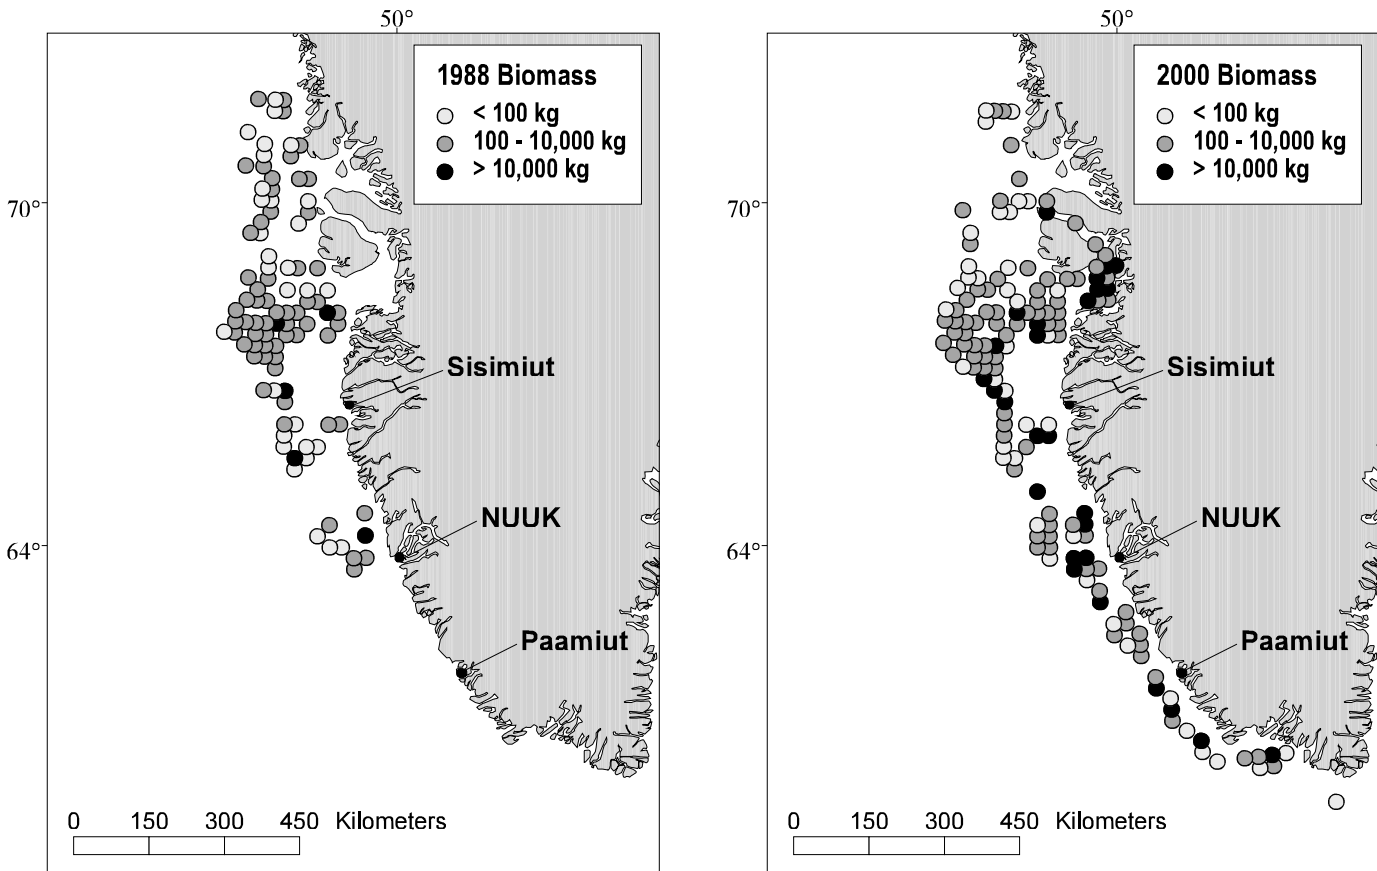 50°
1988 Biomass
< 100 kg
100 - 10,000 kg
> 10,000 kg
70°
Sisimiut
NUUK
64°
Paamiut
0 150 300 450 Kilometers
50°
2000 Biomass
< 100 kg
100 - 10,000 kg
> 10,000 kg
70°
Sisimiut
NUUK
64°
Paamiut
0 150 300 450 Kilometers